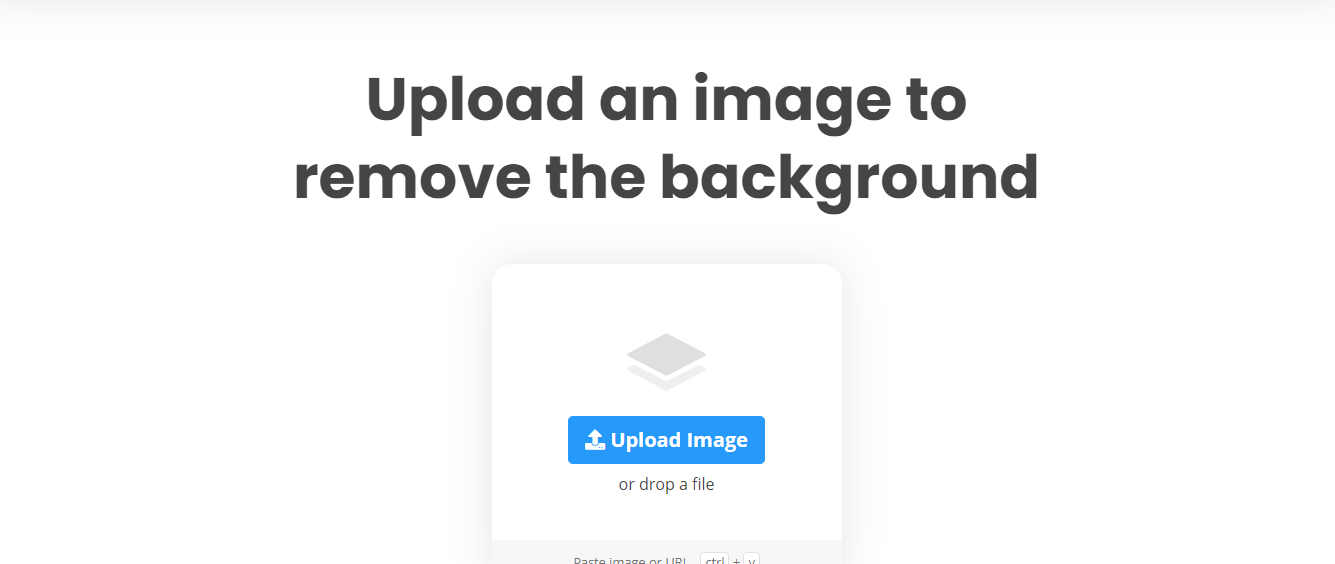 Upload an image to
remove the background
Upload Image
or drop a file
Paste image or URL ctrl + v